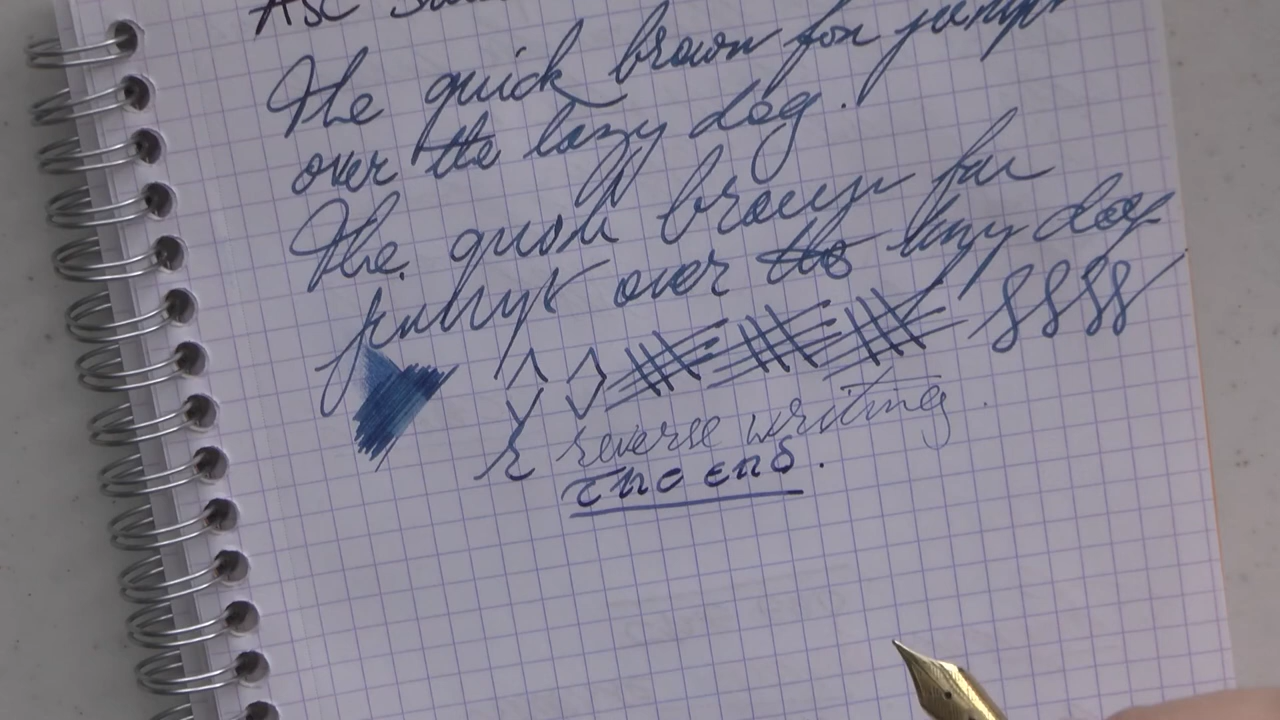 The quick brown fox jumps
over the lazy dog.
The quick brown fox
jumps over the lazy dog
reverse writing.
The end.